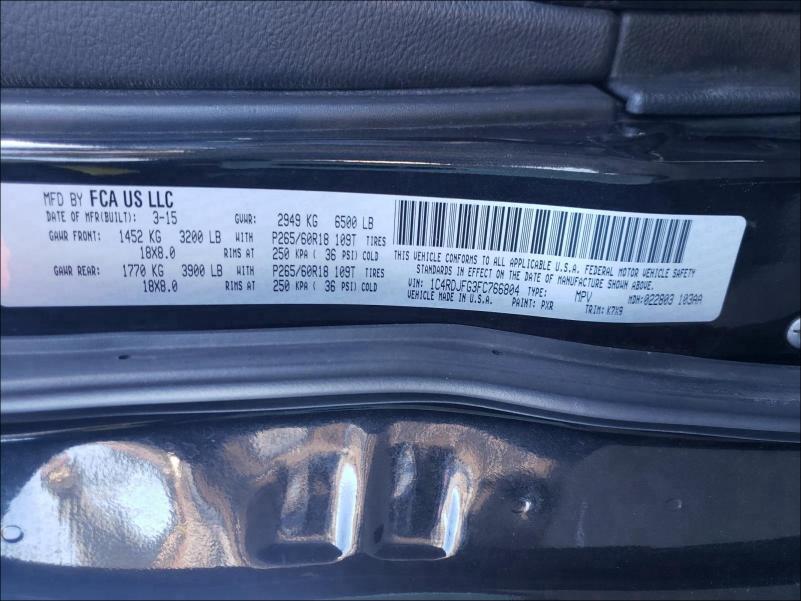 MFD BY FCA US LLC
DATE OF MFR(BUILT): 3-15 GVWR: 2949 KG 6500 LB
GAWR FRONT: 1452 KG 3200 LB WITH P265/60R18 109T TIRES
18X8.0 RIMS AT 250 KPA ( 36 PSI) COLD
GAWR REAR: 1770 KG 3900 LB WITH P265/60R18 109T TIRES
18X8.0 RIMS AT 250 KPA ( 36 PSI) COLD
THIS VEHICLE CONFORMS TO ALL APPLICABLE U.S.A. FEDERAL MOTOR VEHICLE SAFETY
STANDARDS IN EFFECT ON THE DATE OF MANUFACTURE SHOWN ABOVE.
VIN: 1C4RDJFG3FC766804 TYPE: MPV MDH: 022803 103AA
VEHICLE MADE IN U.S.A. PAINT: PXR TRIM: K7X9